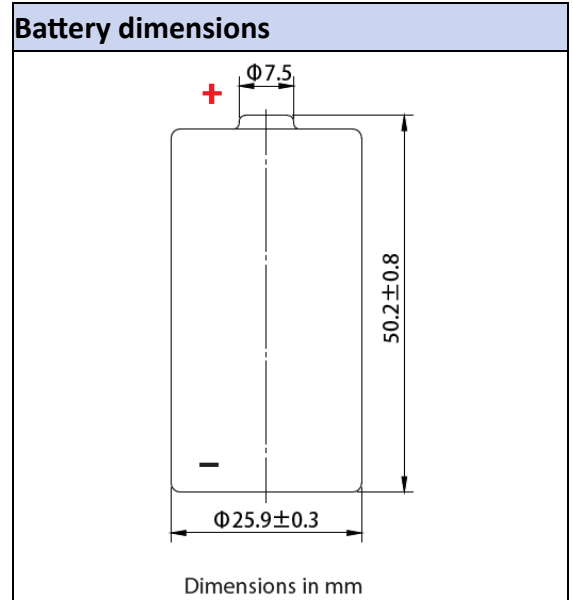 Battery dimensions
Φ7.5
+
50.2±0.8
−
Φ25.9±0.3
Dimensions in mm